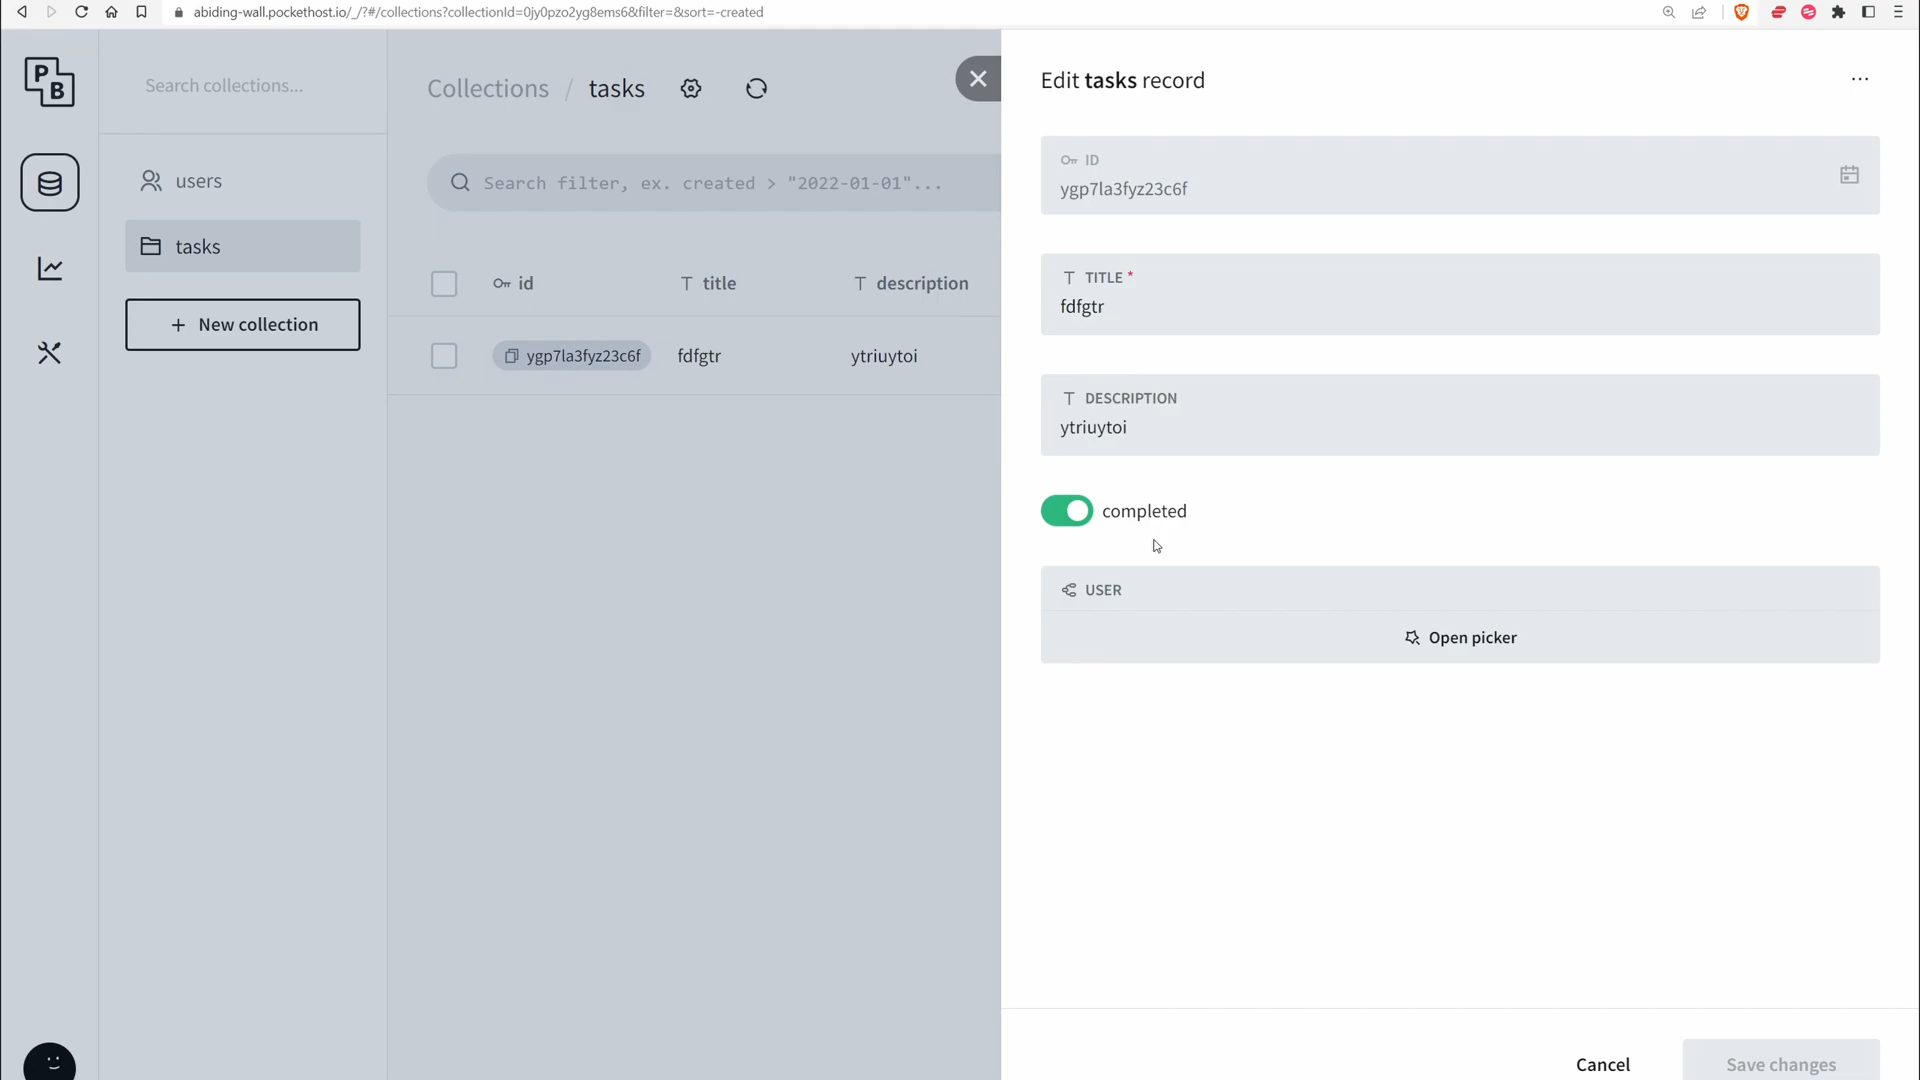 abiding-wall.pockethost.io/_/?#/collections?collectionId=0jy0pzo2yg8ems6&filter=&sort=-created
PB
Search collections...
users
tasks
+ New collection
Collections / tasks
Search filter, ex. created > "2022-01-01"...
id title description
ygp7la3fyz23c6f fdfgtr ytriuytoi
Edit tasks record
...
ID
ygp7la3fyz23c6f
TITLE *
fdfgtr
DESCRIPTION
ytriuytoi
completed
USER
Open picker
Cancel Save changes